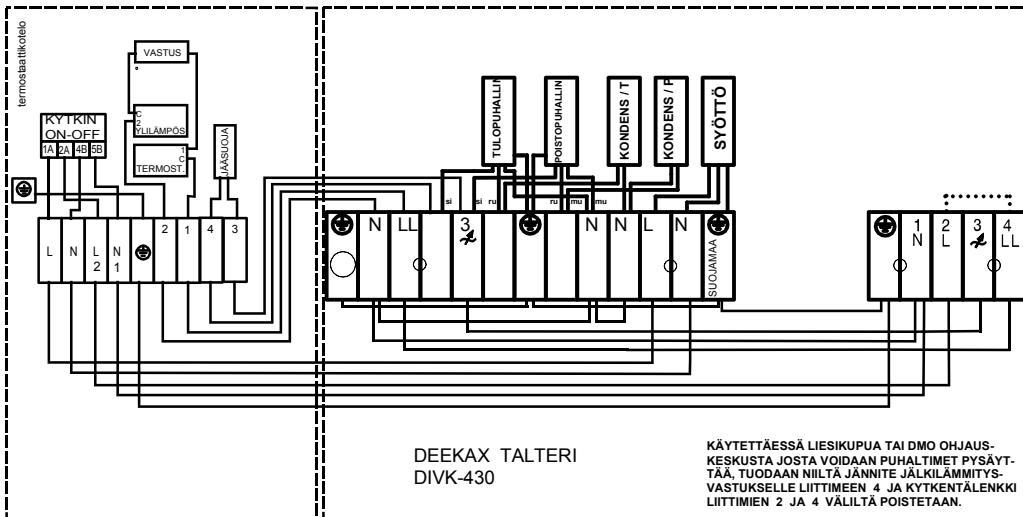 termostaattikotelo
VASTUS
C
2
YLILÄMPÖS
1
C
TERMOST.
KYTKIN
ON-OFF
1A 2A 4B 5B
JÄÄSUOJA
L N L2 N1 2 1 4 3
TULOPUHALLIN
POISTOPUHALLIN
KONDENS / T
KONDENS / P
SYÖTTÖ
si si ru ru mu mu
N LL 3 N N L N SUOJAMAA
1 N 2 L 3 4 LL
DEEKAX TALTERI
DIVK-430
KÄYTETTÄESSÄ LIESIKUPUA TAI DMO OHJAUS-
KESKUSTA JOSTA VOIDAAN PUHALTIMET PYSÄYT-
TÄÄ, TUODAAN NIILTÄ JÄNNITE JÄLKILÄMMITYS-
VASTUKSELLE LIITTIMEEN 4 JA KYTKENTÄLENKKI
LIITTIMIEN 2 JA 4 VÄLILTÄ POISTETAAN.